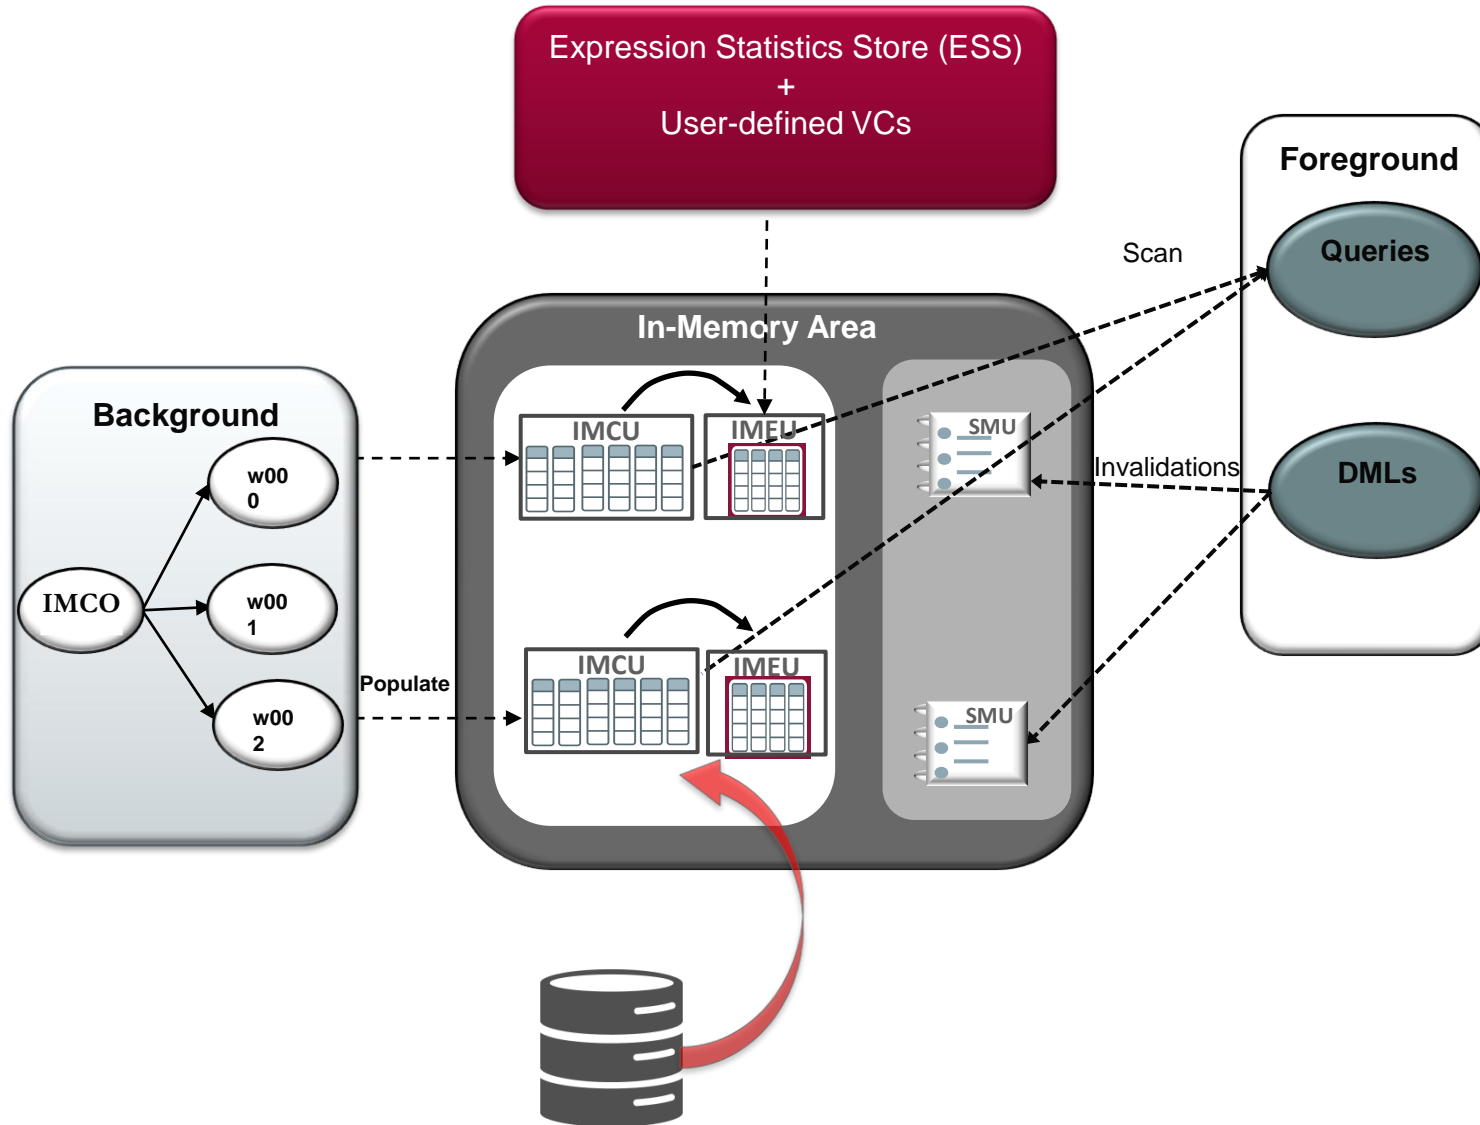 Expression Statistics Store (ESS)
+
User-defined VCs
Foreground
Queries
Scan
In-Memory Area
Background
IMCU
IMEU
SMU
w00
0
Invalidations
DMLs
IMCO
w00
1
IMCU
IMEU
Populate
w00
2
SMU